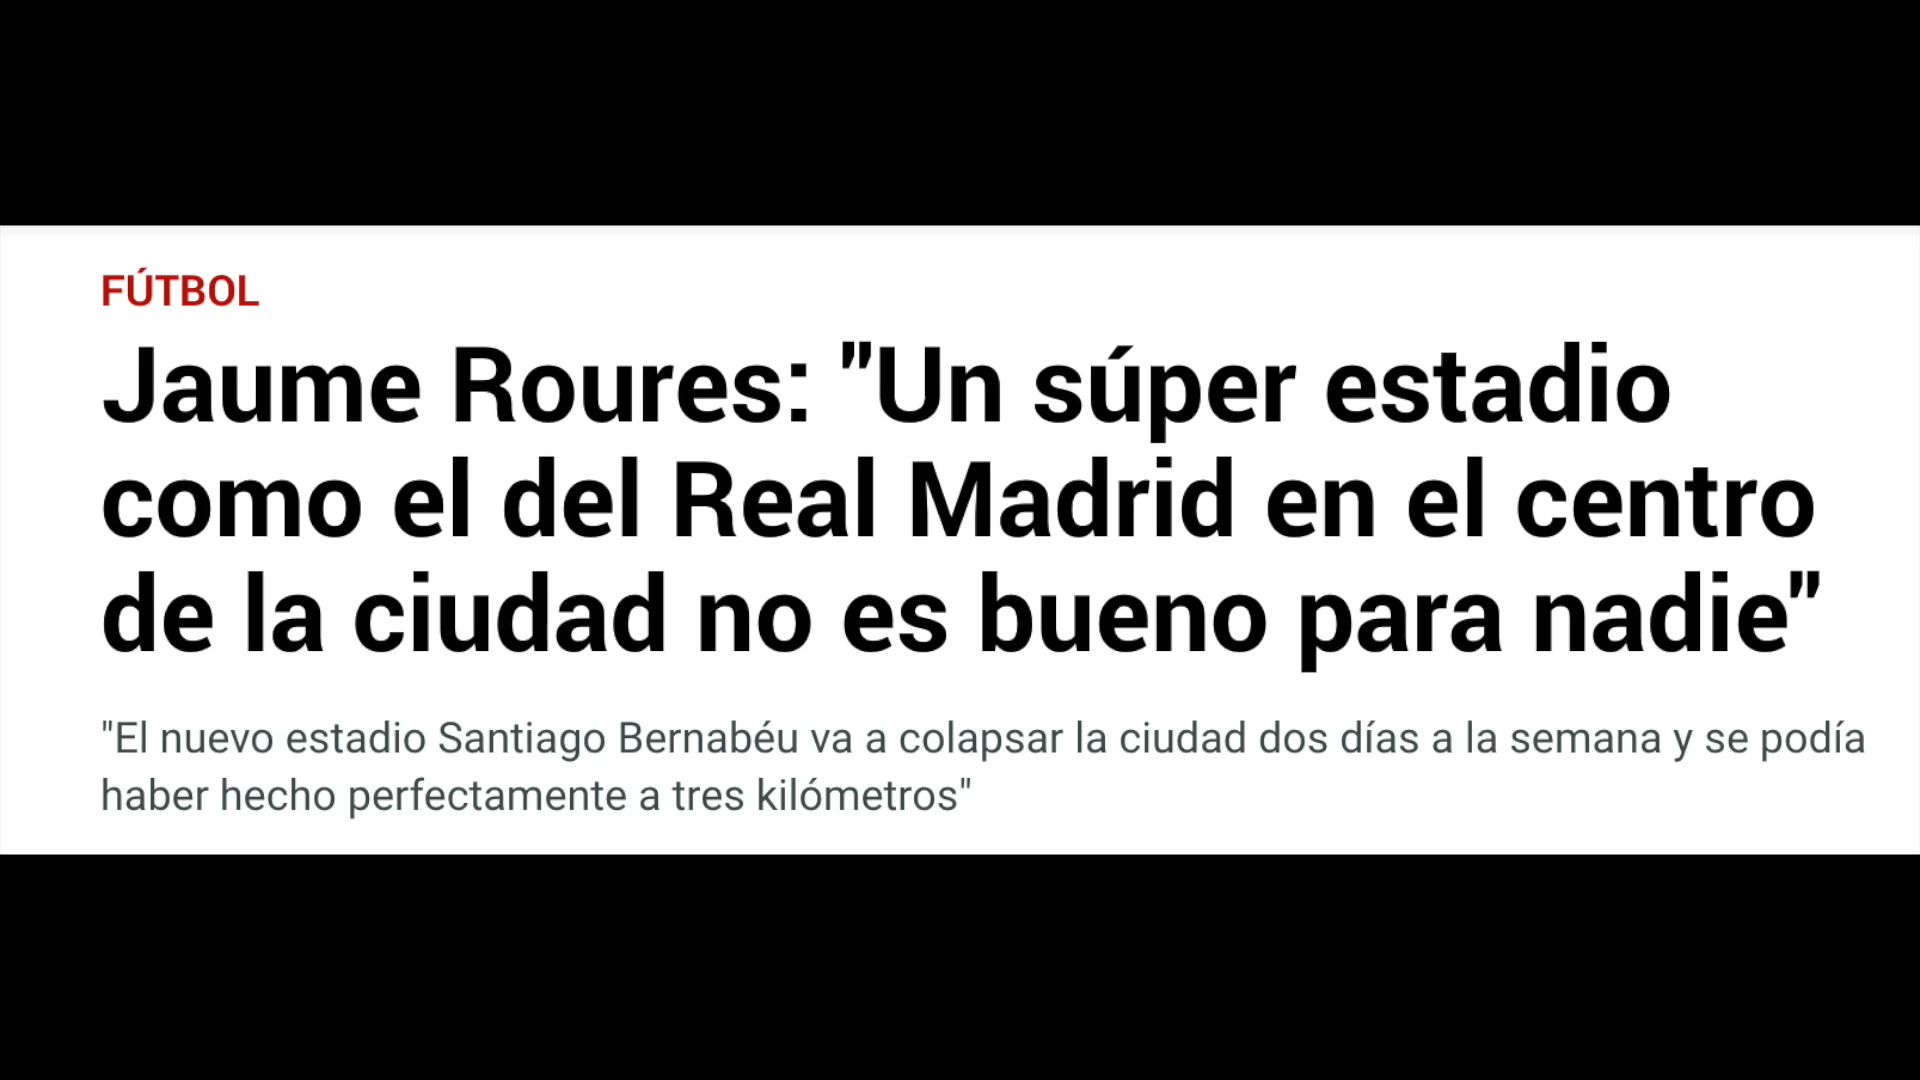 FÚTBOL
Jaume Roures: "Un súper estadio
como el del Real Madrid en el centro
de la ciudad no es bueno para nadie"
"El nuevo estadio Santiago Bernabéu va a colapsar la ciudad dos días a la semana y se podía
haber hecho perfectamente a tres kilómetros"